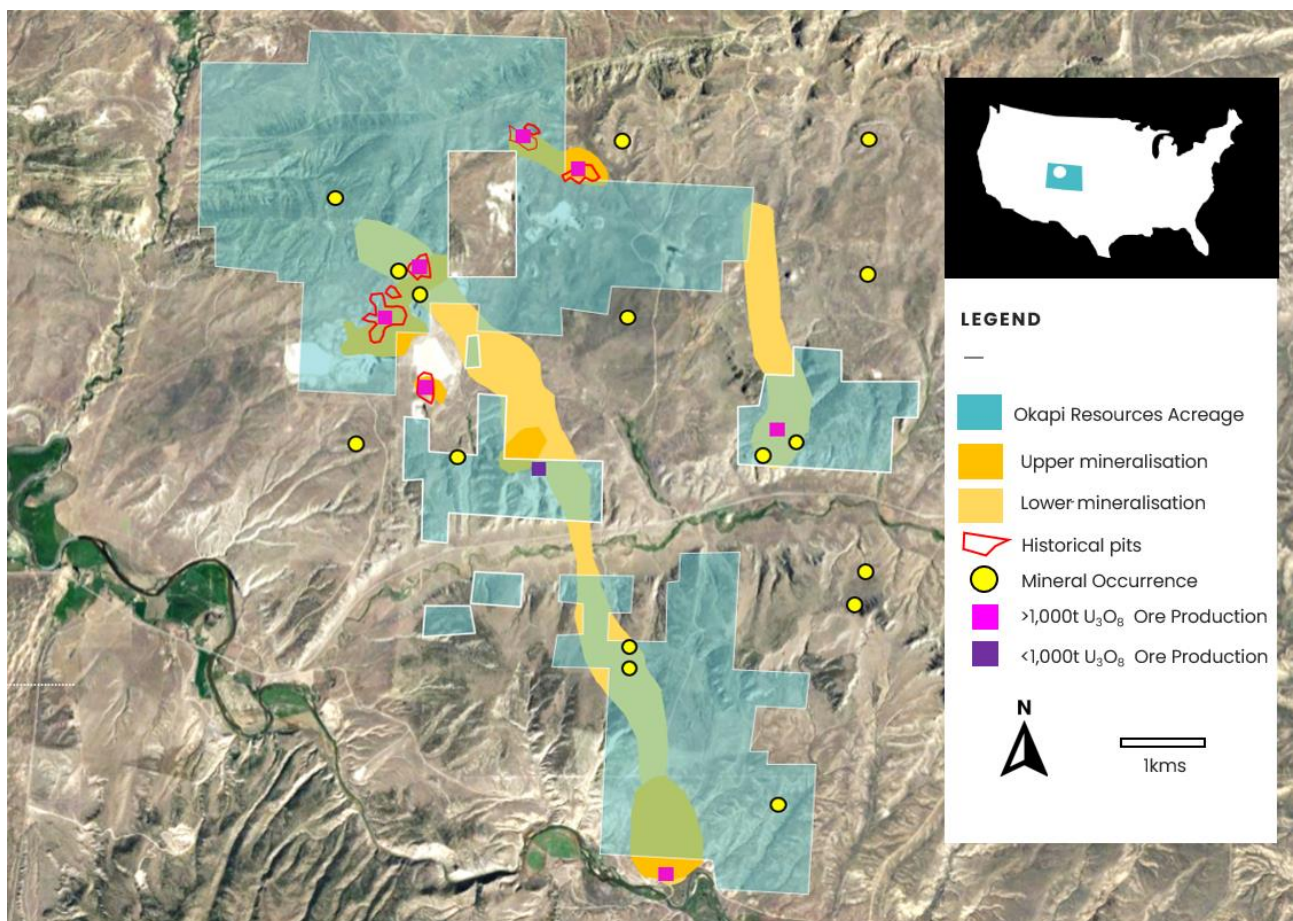 LEGEND
Okapi Resources Acreage
Upper mineralisation
Lower mineralisation
Historical pits
Mineral Occurrence
>1,000t U₃O₈ Ore Production
<1,000t U₃O₈ Ore Production
N
1kms